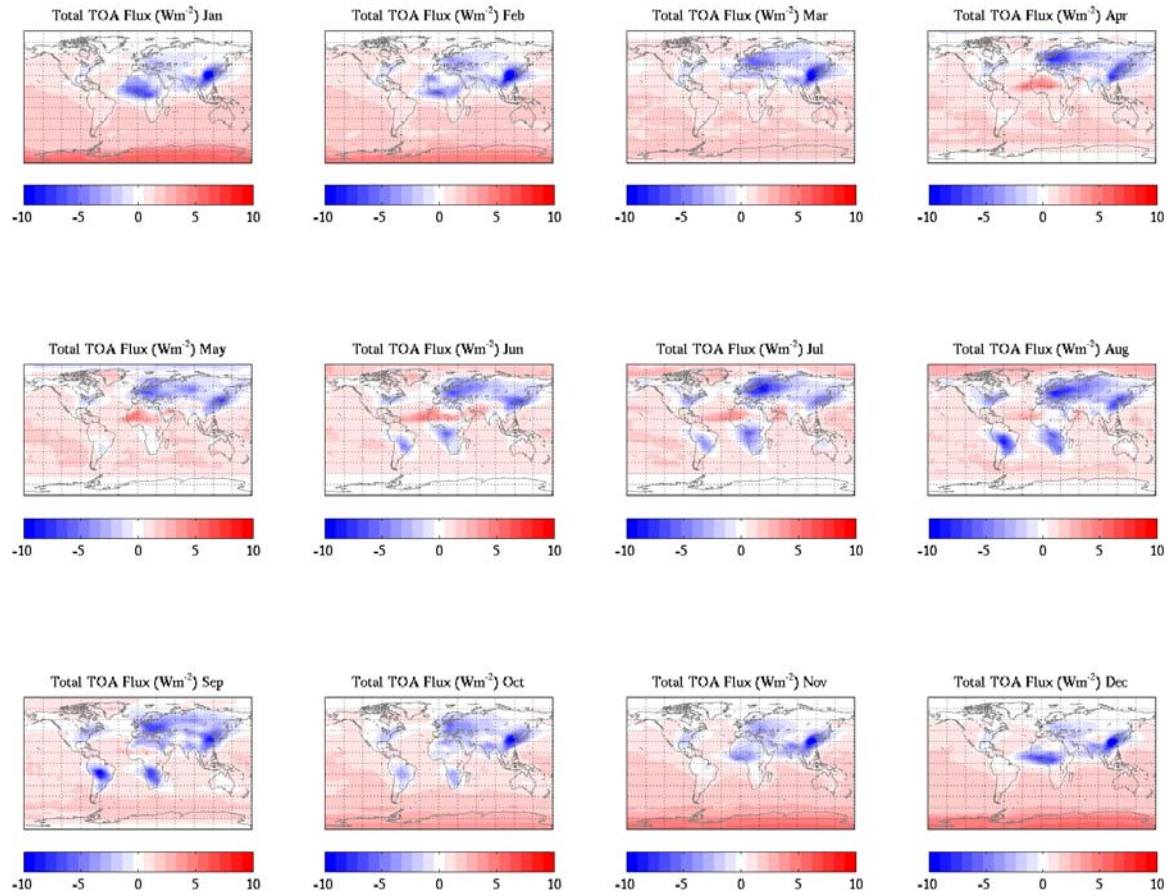 Total TOA Flux (Wm⁻²) Jan
Total TOA Flux (Wm⁻²) Feb
Total TOA Flux (Wm⁻²) Mar
Total TOA Flux (Wm⁻²) Apr
-10 -5 0 5 10
-10 -5 0 5 10
-10 -5 0 5 10
-10 -5 0 5 10
Total TOA Flux (Wm⁻²) May
Total TOA Flux (Wm⁻²) Jun
Total TOA Flux (Wm⁻²) Jul
Total TOA Flux (Wm⁻²) Aug
-10 -5 0 5 10
-10 -5 0 5 10
-10 -5 0 5 10
-10 -5 0 5 10
Total TOA Flux (Wm⁻²) Sep
Total TOA Flux (Wm⁻²) Oct
Total TOA Flux (Wm⁻²) Nov
Total TOA Flux (Wm⁻²) Dec
-10 -5 0 5 10
-10 -5 0 5 10
-10 -5 0 5 10
-10 -5 0 5 10